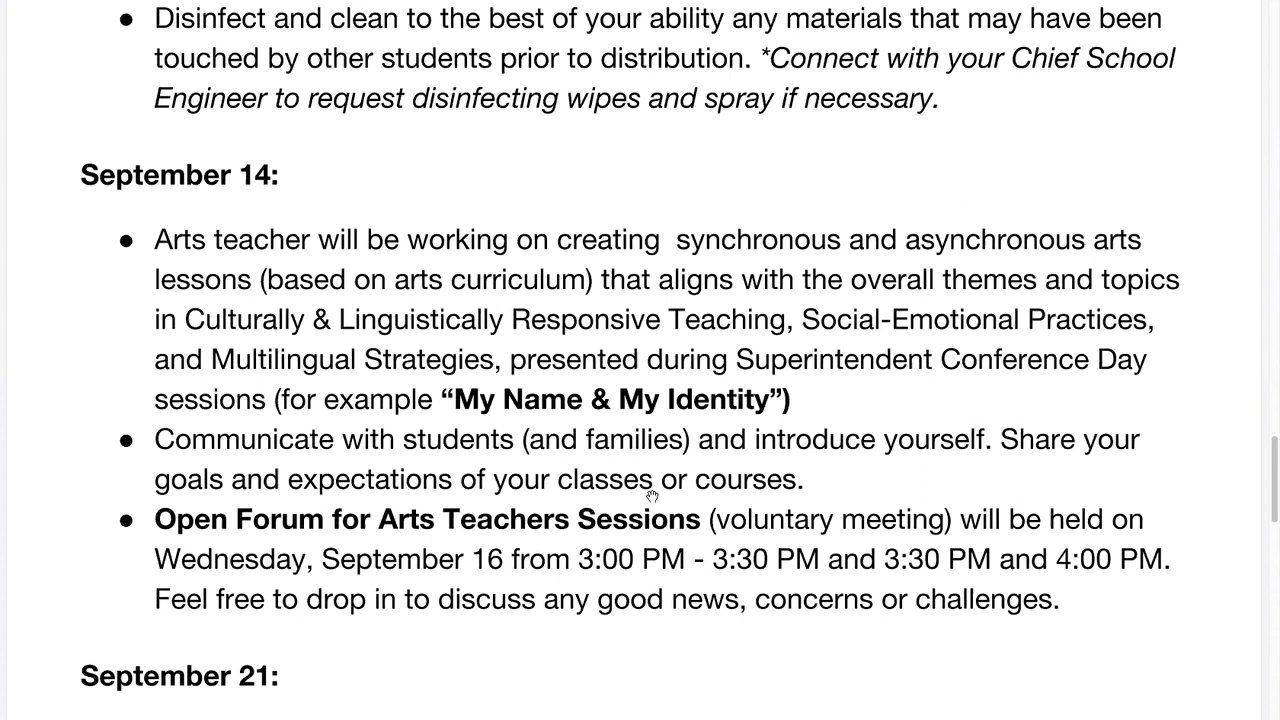 ● Disinfect and clean to the best of your ability any materials that may have been
touched by other students prior to distribution. *Connect with your Chief School
Engineer to request disinfecting wipes and spray if necessary.
September 14:
● Arts teacher will be working on creating  synchronous and asynchronous arts
lessons (based on arts curriculum) that aligns with the overall themes and topics
in Culturally & Linguistically Responsive Teaching, Social-Emotional Practices,
and Multilingual Strategies, presented during Superintendent Conference Day
sessions (for example “My Name & My Identity”)
● Communicate with students (and families) and introduce yourself. Share your
goals and expectations of your classes or courses.
● Open Forum for Arts Teachers Sessions (voluntary meeting) will be held on
Wednesday, September 16 from 3:00 PM - 3:30 PM and 3:30 PM and 4:00 PM.
Feel free to drop in to discuss any good news, concerns or challenges.
September 21: